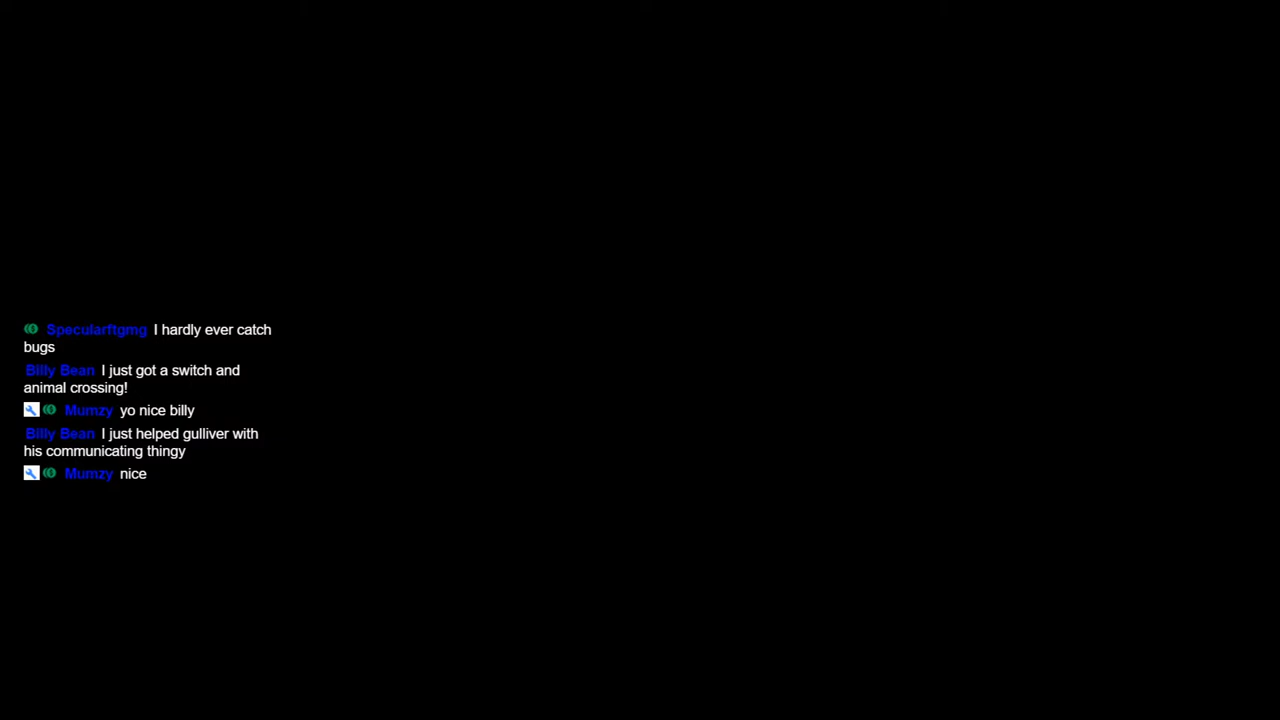 Specularftgmg I hardly ever catch
bugs
Billy Bean I just got a switch and
animal crossing!
Mumzy yo nice billy
Billy Bean I just helped gulliver with
his communicating thingy
Mumzy nice